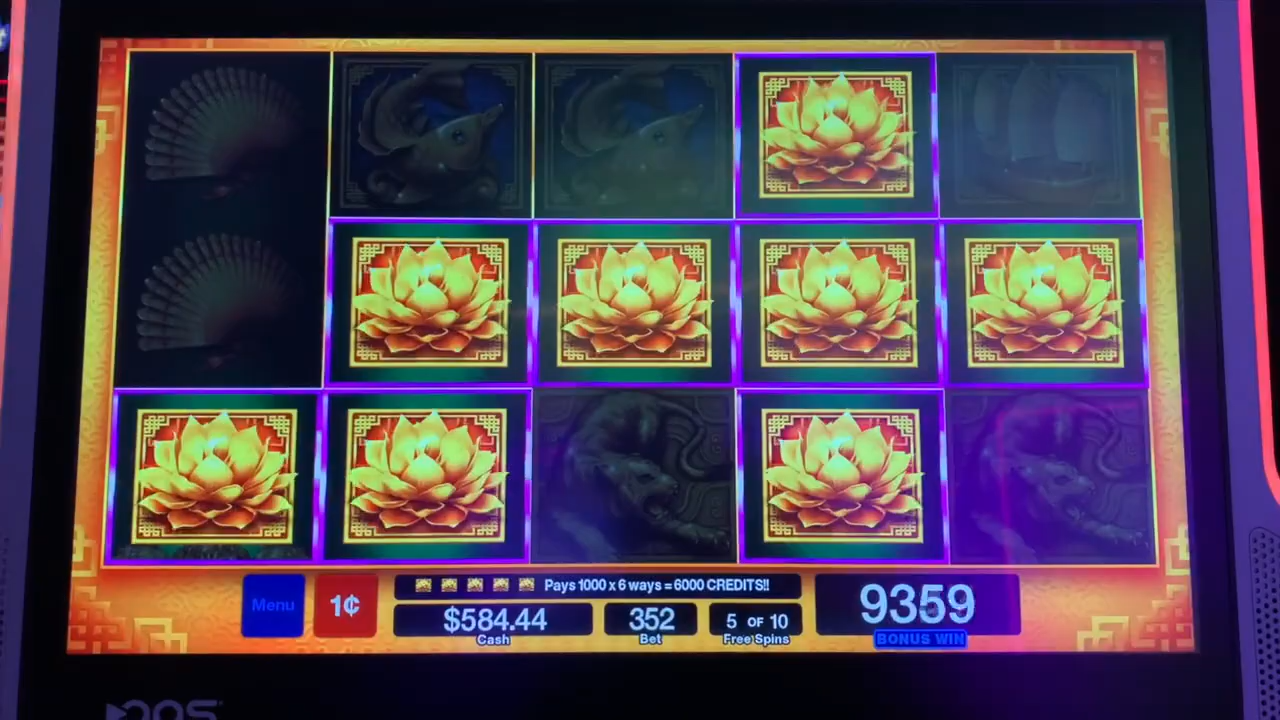 Pays 1000 x 6 ways = 6000 CREDITS!!
Menu
1¢
$584.44
Cash
352
Bet
5 OF 10
Free Spins
9359
BONUS WIN